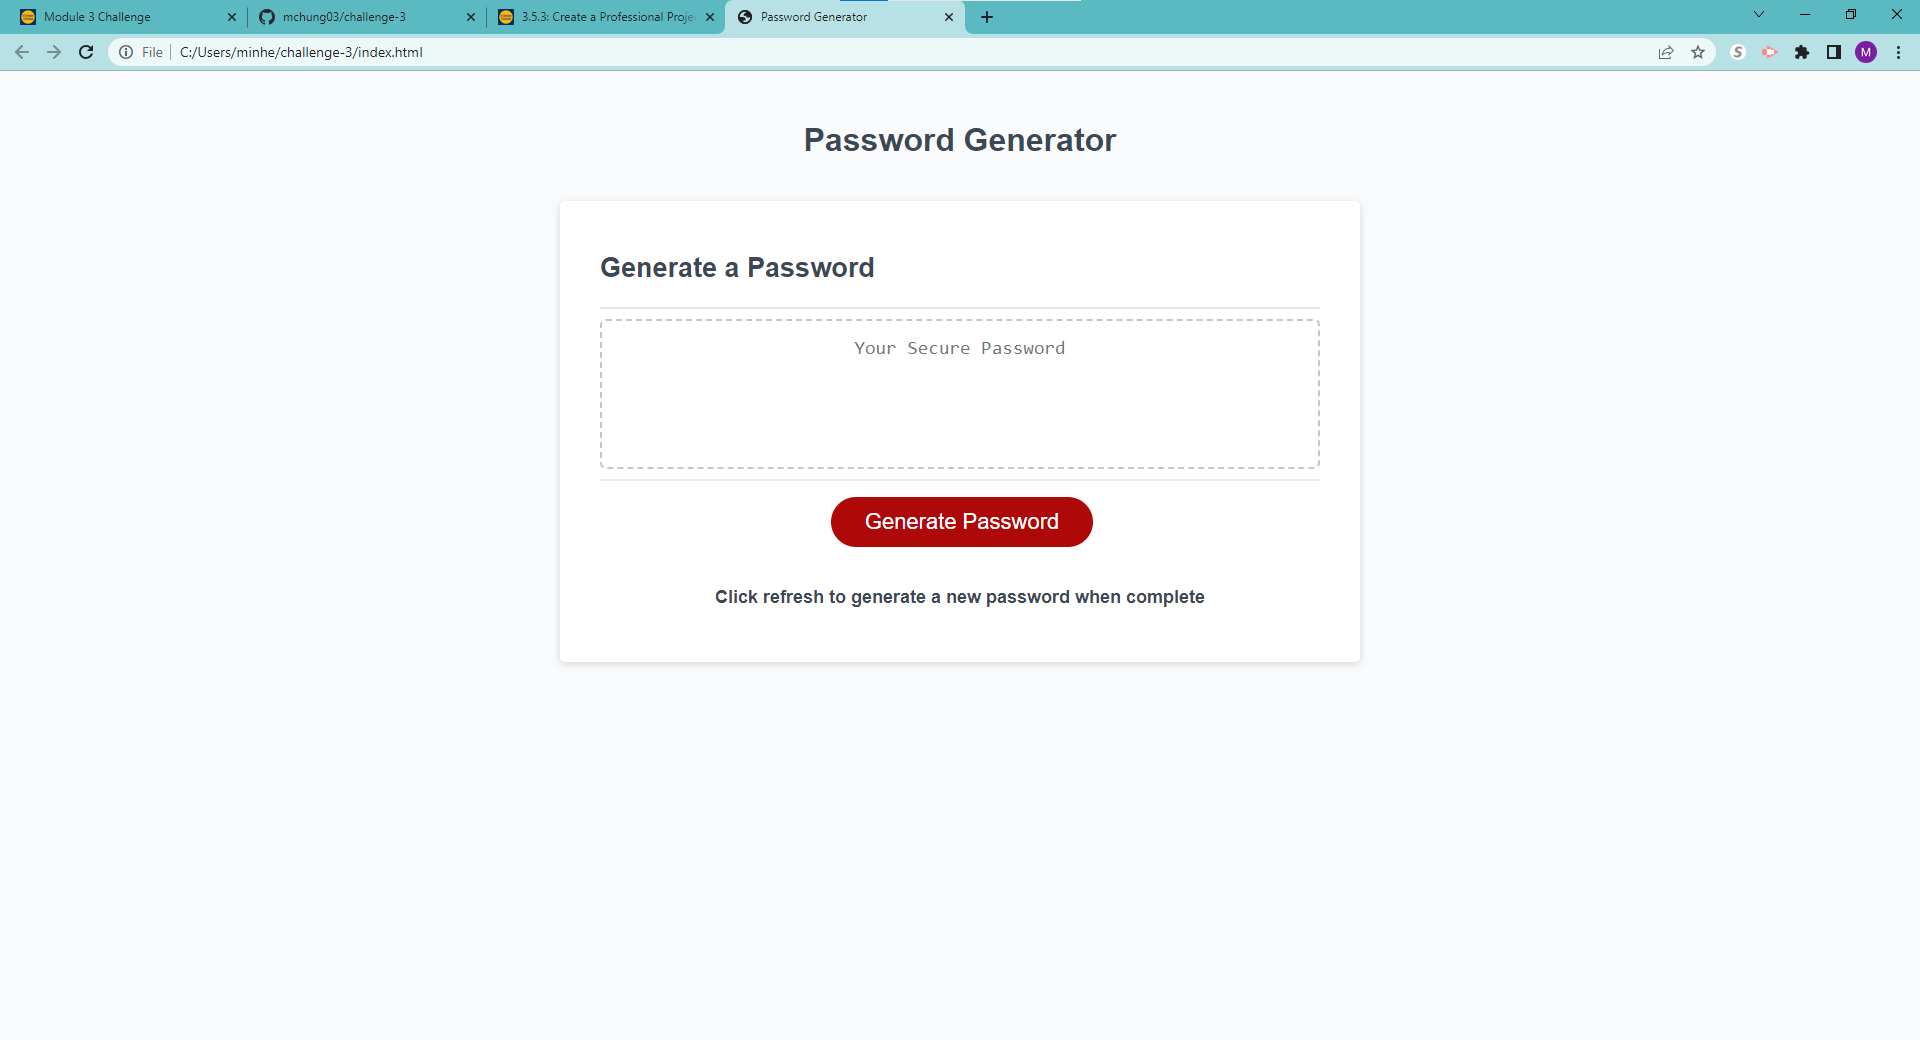 Module 3 Challenge
mchung03/challenge-3
3.5.3: Create a Professional Proje
Password Generator
File
C:/Users/minhe/challenge-3/index.html
S
M
Password Generator
Generate a Password
Your Secure Password
Generate Password
Click refresh to generate a new password when complete